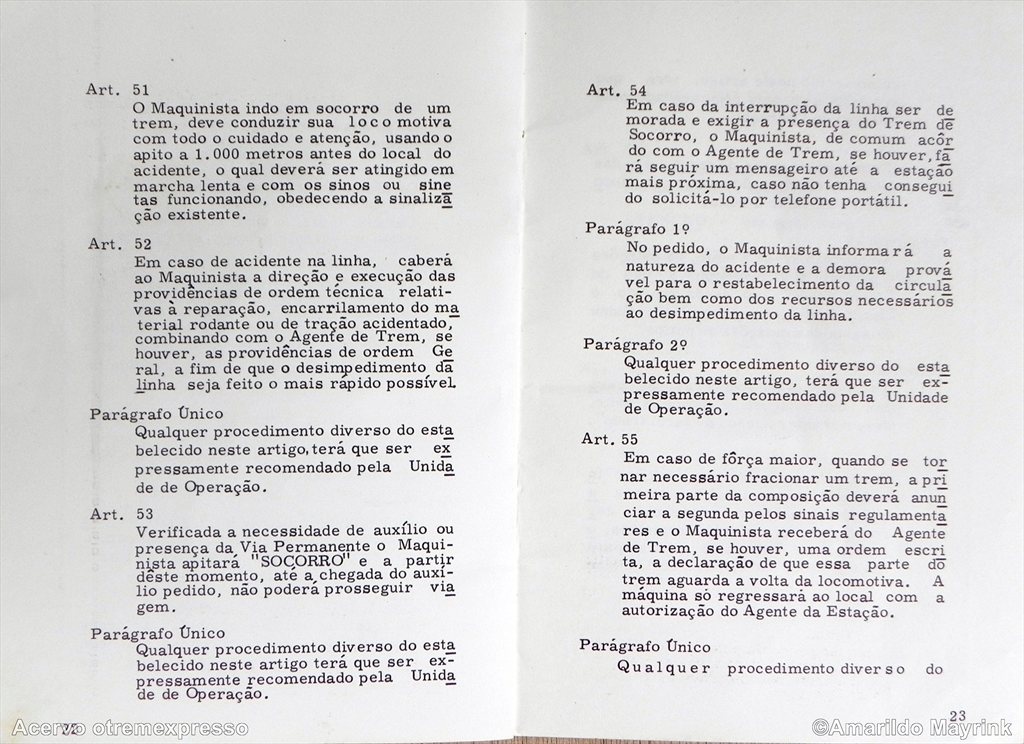 Art. 51
O Maquinista indo em socorro de um
trem, deve conduzir sua locomotiva
com todo o cuidado e atenção, usando o
apito a 1.000 metros antes do local do
acidente, o qual deverá ser atingido em
marcha lenta e com os sinos ou sine
tas funcionando, obedecendo a sinaliza
ção existente.
Art. 52
Em caso de acidente na linha, caberá
ao Maquinista a direção e execução das
providências de ordem técnica relati-
vas à reparação, encarrilamento do ma
terial rodante ou de tração acidentado,
combinando com o Agente de Trem, se
houver, as providências de ordem Ge
ral, a fim de que o desimpedimento da
linha seja feito o mais rápido possível.
Parágrafo Único
Qualquer procedimento diverso do esta
belecido neste artigo, terá que ser ex
pressamente recomendado pela Unida
de de Operação.
Art. 53
Verificada a necessidade de auxílio ou
presença da Via Permanente o Maqui-
nista apitará "SOCORRO" e a partir
dêste momento, até a chegada do auxí-
lio pedido, não poderá prosseguir via
gem.
Parágrafo Único
Qualquer procedimento diverso do esta
belecido neste artigo terá que ser ex-
pressamente recomendado pela Unida
de de Operação.
22
Acervo otremexpresso
Art. 54
Em caso da interrupção da linha ser de
morada e exigir a presença do Trem de
Socorro, o Maquinista, de comum acôr
do com o Agente de Trem, se houver, fa
rá seguir um mensageiro até a estação
mais próxima, caso não tenha consegui
do solicitá-lo por telefone portátil.
Parágrafo 1º
No pedido, o Maquinista informará a
natureza do acidente e a demora prová
vel para o restabelecimento da circula
ção bem como dos recursos necessários
ao desimpedimento da linha.
Parágrafo 2º
Qualquer procedimento diverso do esta
belecido neste artigo, terá que ser ex-
pressamente recomendado pela Unidade
de Operação.
Art. 55
Em caso de fôrça maior, quando se tor
nar necessário fracionar um trem, a pri
meira parte da composição deverá anun
ciar a segunda pelos sinais regulamenta
res e o Maquinista receberá do Agente
de Trem, se houver, uma ordem escri
ta, a declaração de que essa parte do
trem aguarda a volta da locomotiva. A
máquina só regressará ao local com a
autorização do Agente da Estação.
Parágrafo Único
Qualquer procedimento diverso do
23
©Amarildo Mayrink